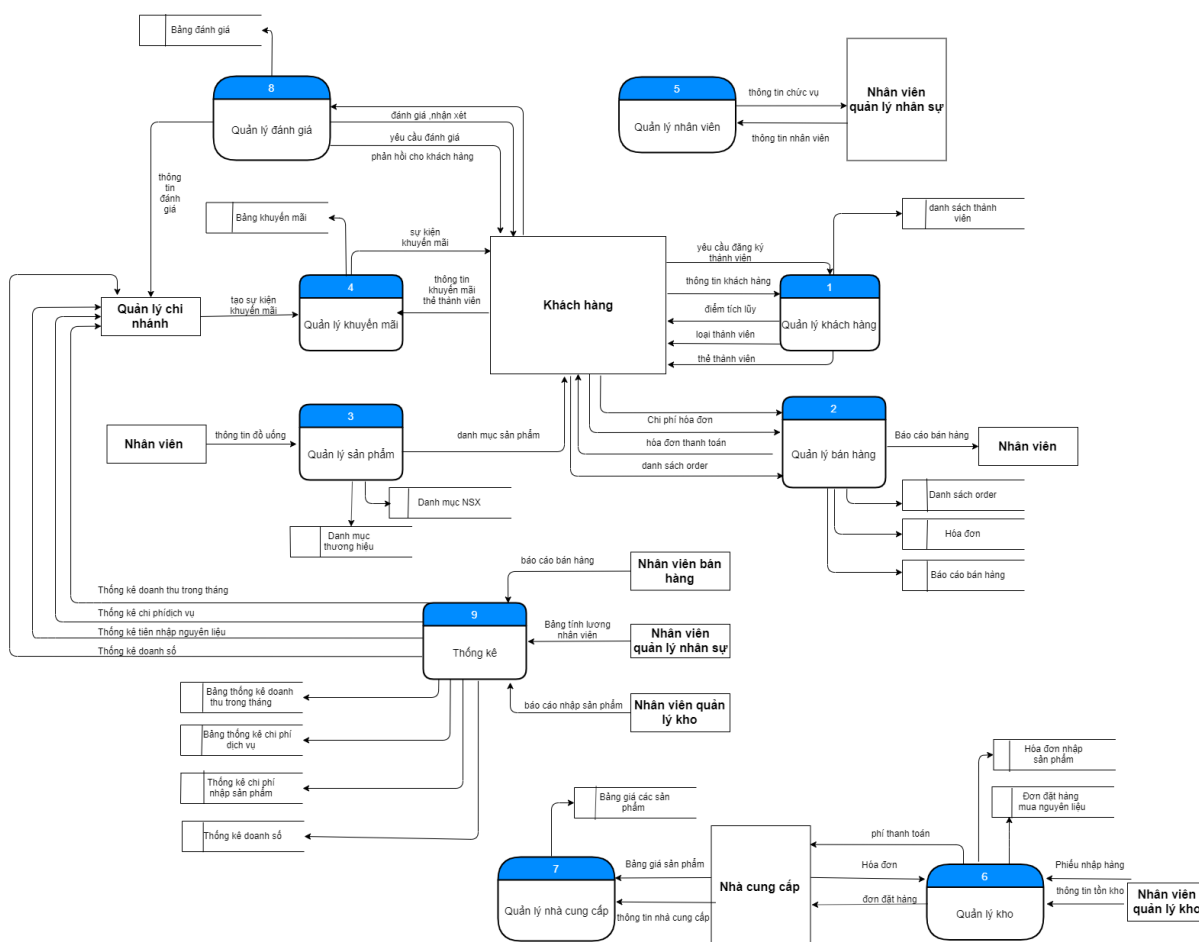 Bảng đánh giá
8
Quản lý đánh giá
đánh giá ,nhận xét
yêu cầu đánh giá
phản hồi cho khách hàng
5
Quản lý nhân viên
thông tin chức vụ
thông tin nhân viên
Nhân viên
quản lý nhân sự
thông
tin
đánh
giá
Bảng khuyến mãi
sự kiện
khuyến mãi
danh sách thành
viên
yêu cầu đăng ký
thành viên
Quản lý chi
nhánh
tạo sự kiện
khuyến mãi
4
Quản lý khuyến mãi
thông tin
khuyến mãi
thẻ thành viên
Khách hàng
thông tin khách hàng
điểm tích lũy
loại thành viên
thẻ thành viên
1
Quản lý khách hàng
Nhân viên
thông tin đồ uống
3
Quản lý sản phẩm
danh mục sản phẩm
Chi phí hóa đơn
hòa đơn thanh toán
danh sách order
2
Quản lý bán hàng
Báo cáo bán hàng
Nhân viên
Danh mục NSX
Danh mục
thương hiệu
Danh sách order
Hóa đơn
Báo cáo bán hàng
Thống kê doanh thu trong tháng
Thống kê chi phídịch vụ
Thống kê tiên nhập nguyên liệu
Thống kê doanh số
9
Thống kê
báo cáo bán hàng
Nhân viên bán
hàng
Bảng tính lương
nhân viên
Nhân viên
quản lý nhân sự
báo cáo nhập sản phẩm
Nhân viên quản
lý kho
Bảng thống kê doanh
thu trong tháng
Bảng thống kê chi phí
dịch vụ
Thống kê chi phí
nhập sản phẩm
Thống kê doanh số
Bảng giá các sản
phẩm
7
Quản lý nhà cung cấp
Bảng giá sản phẩm
thông tin nhà cung cấp
Nhà cung cấp
phí thanh toán
Hóa đơn
đơn đặt hàng
Hóa đơn nhập
sản phẩm
Đơn đặt hàng
mua nguyên liệu
6
Quản lý kho
Phiếu nhập hàng
thông tin tồn kho
Nhân viên
quản lý kho